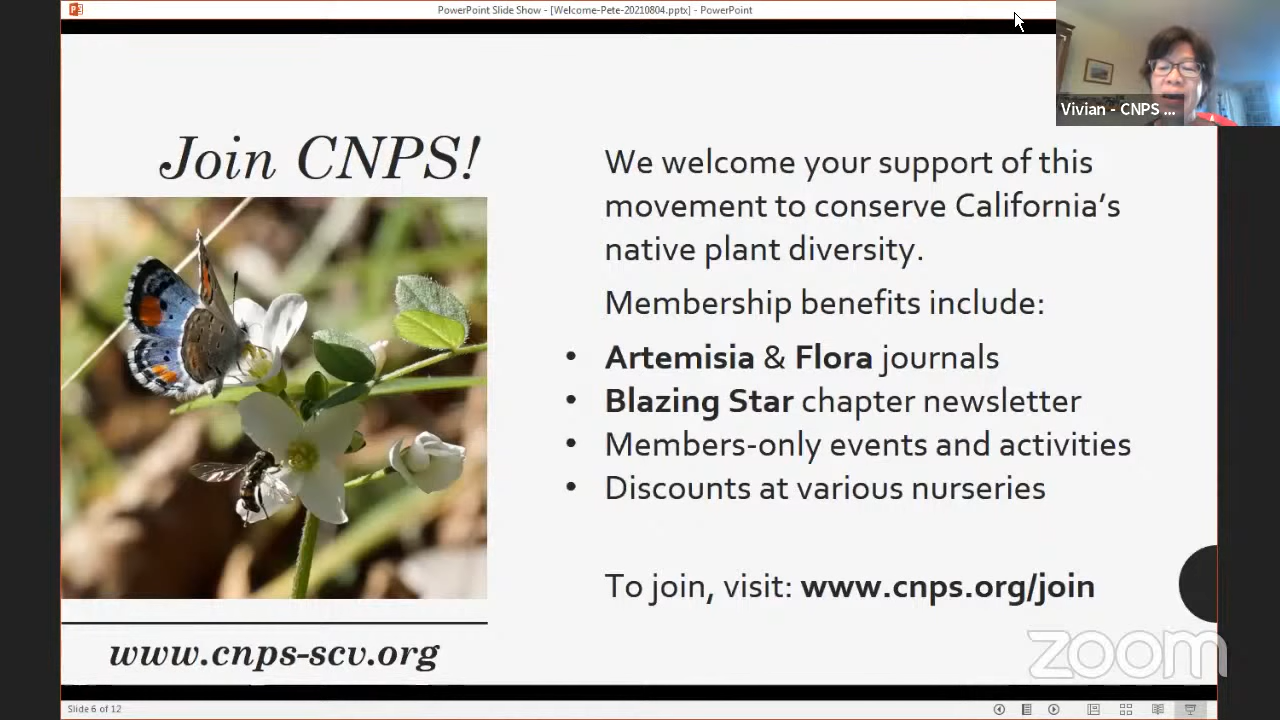 PowerPoint Slide Show - [Welcome-Pete-20210804.pptx] - PowerPoint
Vivian - CNPS ...
Join CNPS!
We welcome your support of this
movement to conserve California’s
native plant diversity.
Membership benefits include:
• Artemisia & Flora journals
• Blazing Star chapter newsletter
• Members-only events and activities
• Discounts at various nurseries
To join, visit: www.cnps.org/join
www.cnps-scv.org
zoom
Slide 6 of 12